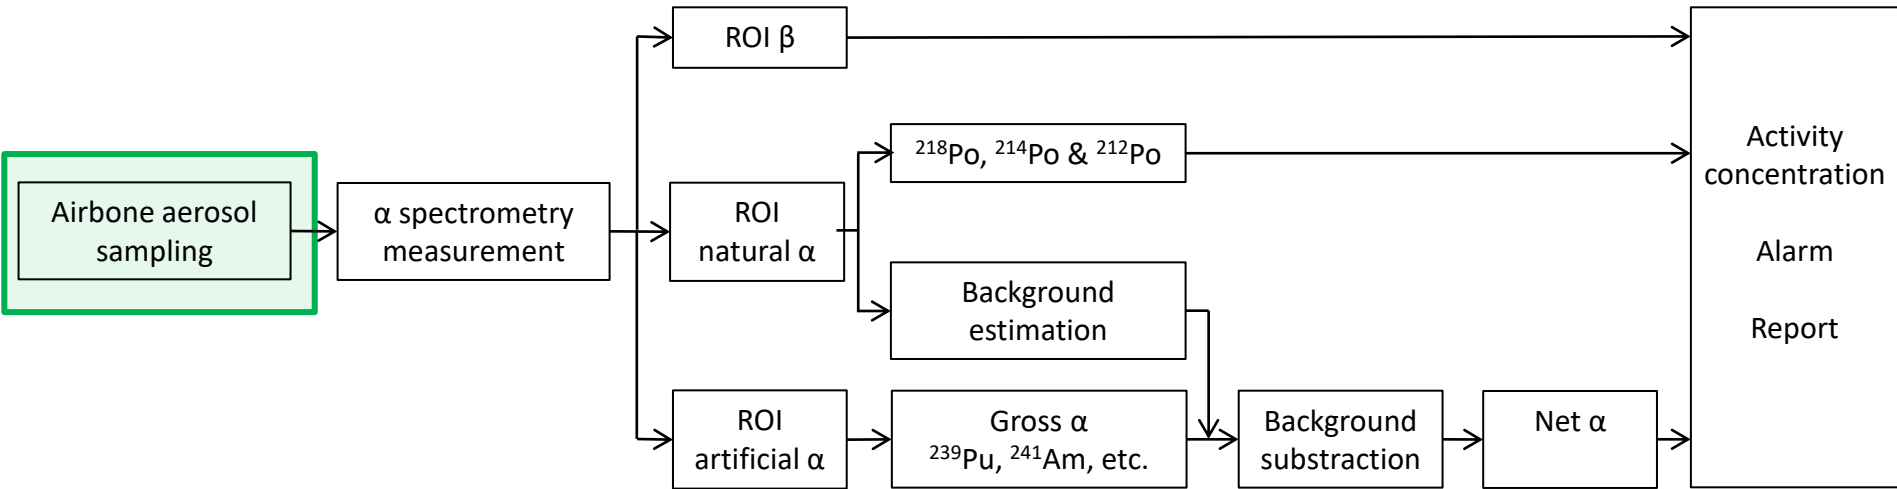 Airbone aerosol
sampling
α spectrometry
measurement
ROI β
ROI
natural α
ROI
artificial α
²¹⁸Po, ²¹⁴Po & ²¹²Po
Background
estimation
Gross α
²³⁹Pu, ²⁴¹Am, etc.
Background
substraction
Net α
Activity
concentration
Alarm
Report